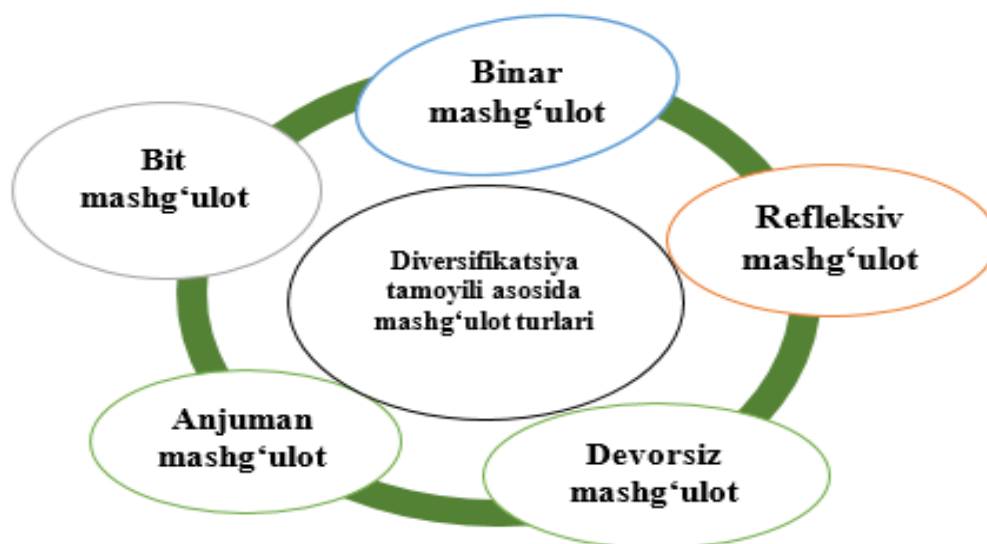 Binar
mashg‘ulot
Bit
mashg‘ulot
Refleksiv
mashg‘ulot
Diversifikatsiya
tamoyili asosida
mashg‘ulot turlari
Anjuman
mashg‘ulot
Devorsiz
mashg‘ulot